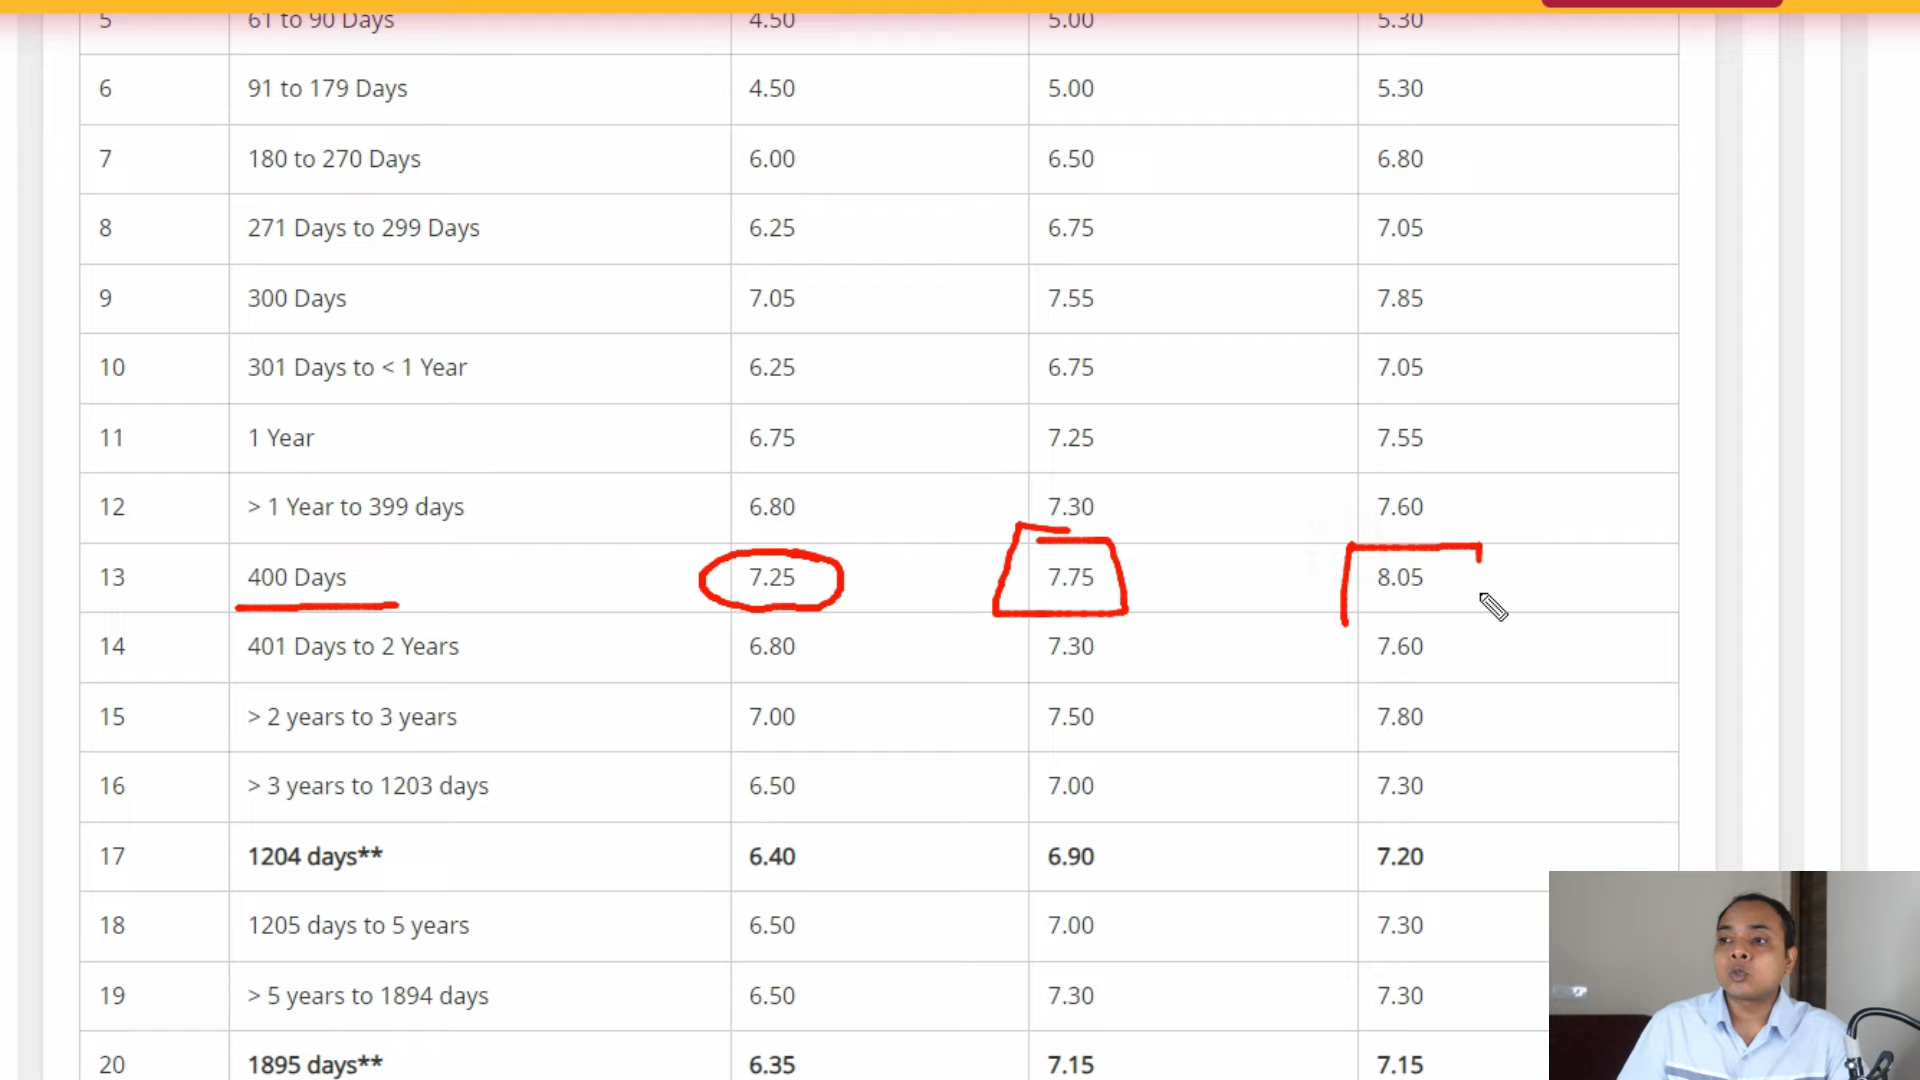 5 61 to 90 Days 4.50 5.00 5.30
6 91 to 179 Days 4.50 5.00 5.30
7 180 to 270 Days 6.00 6.50 6.80
8 271 Days to 299 Days 6.25 6.75 7.05
9 300 Days 7.05 7.55 7.85
10 301 Days to < 1 Year 6.25 6.75 7.05
11 1 Year 6.75 7.25 7.55
12 > 1 Year to 399 days 6.80 7.30 7.60
13 400 Days 7.25 7.75 8.05
14 401 Days to 2 Years 6.80 7.30 7.60
15 > 2 years to 3 years 7.00 7.50 7.80
16 > 3 years to 1203 days 6.50 7.00 7.30
17 1204 days** 6.40 6.90 7.20
18 1205 days to 5 years 6.50 7.00 7.30
19 > 5 years to 1894 days 6.50 7.30 7.30
20 1895 days** 6.35 7.15 7.15